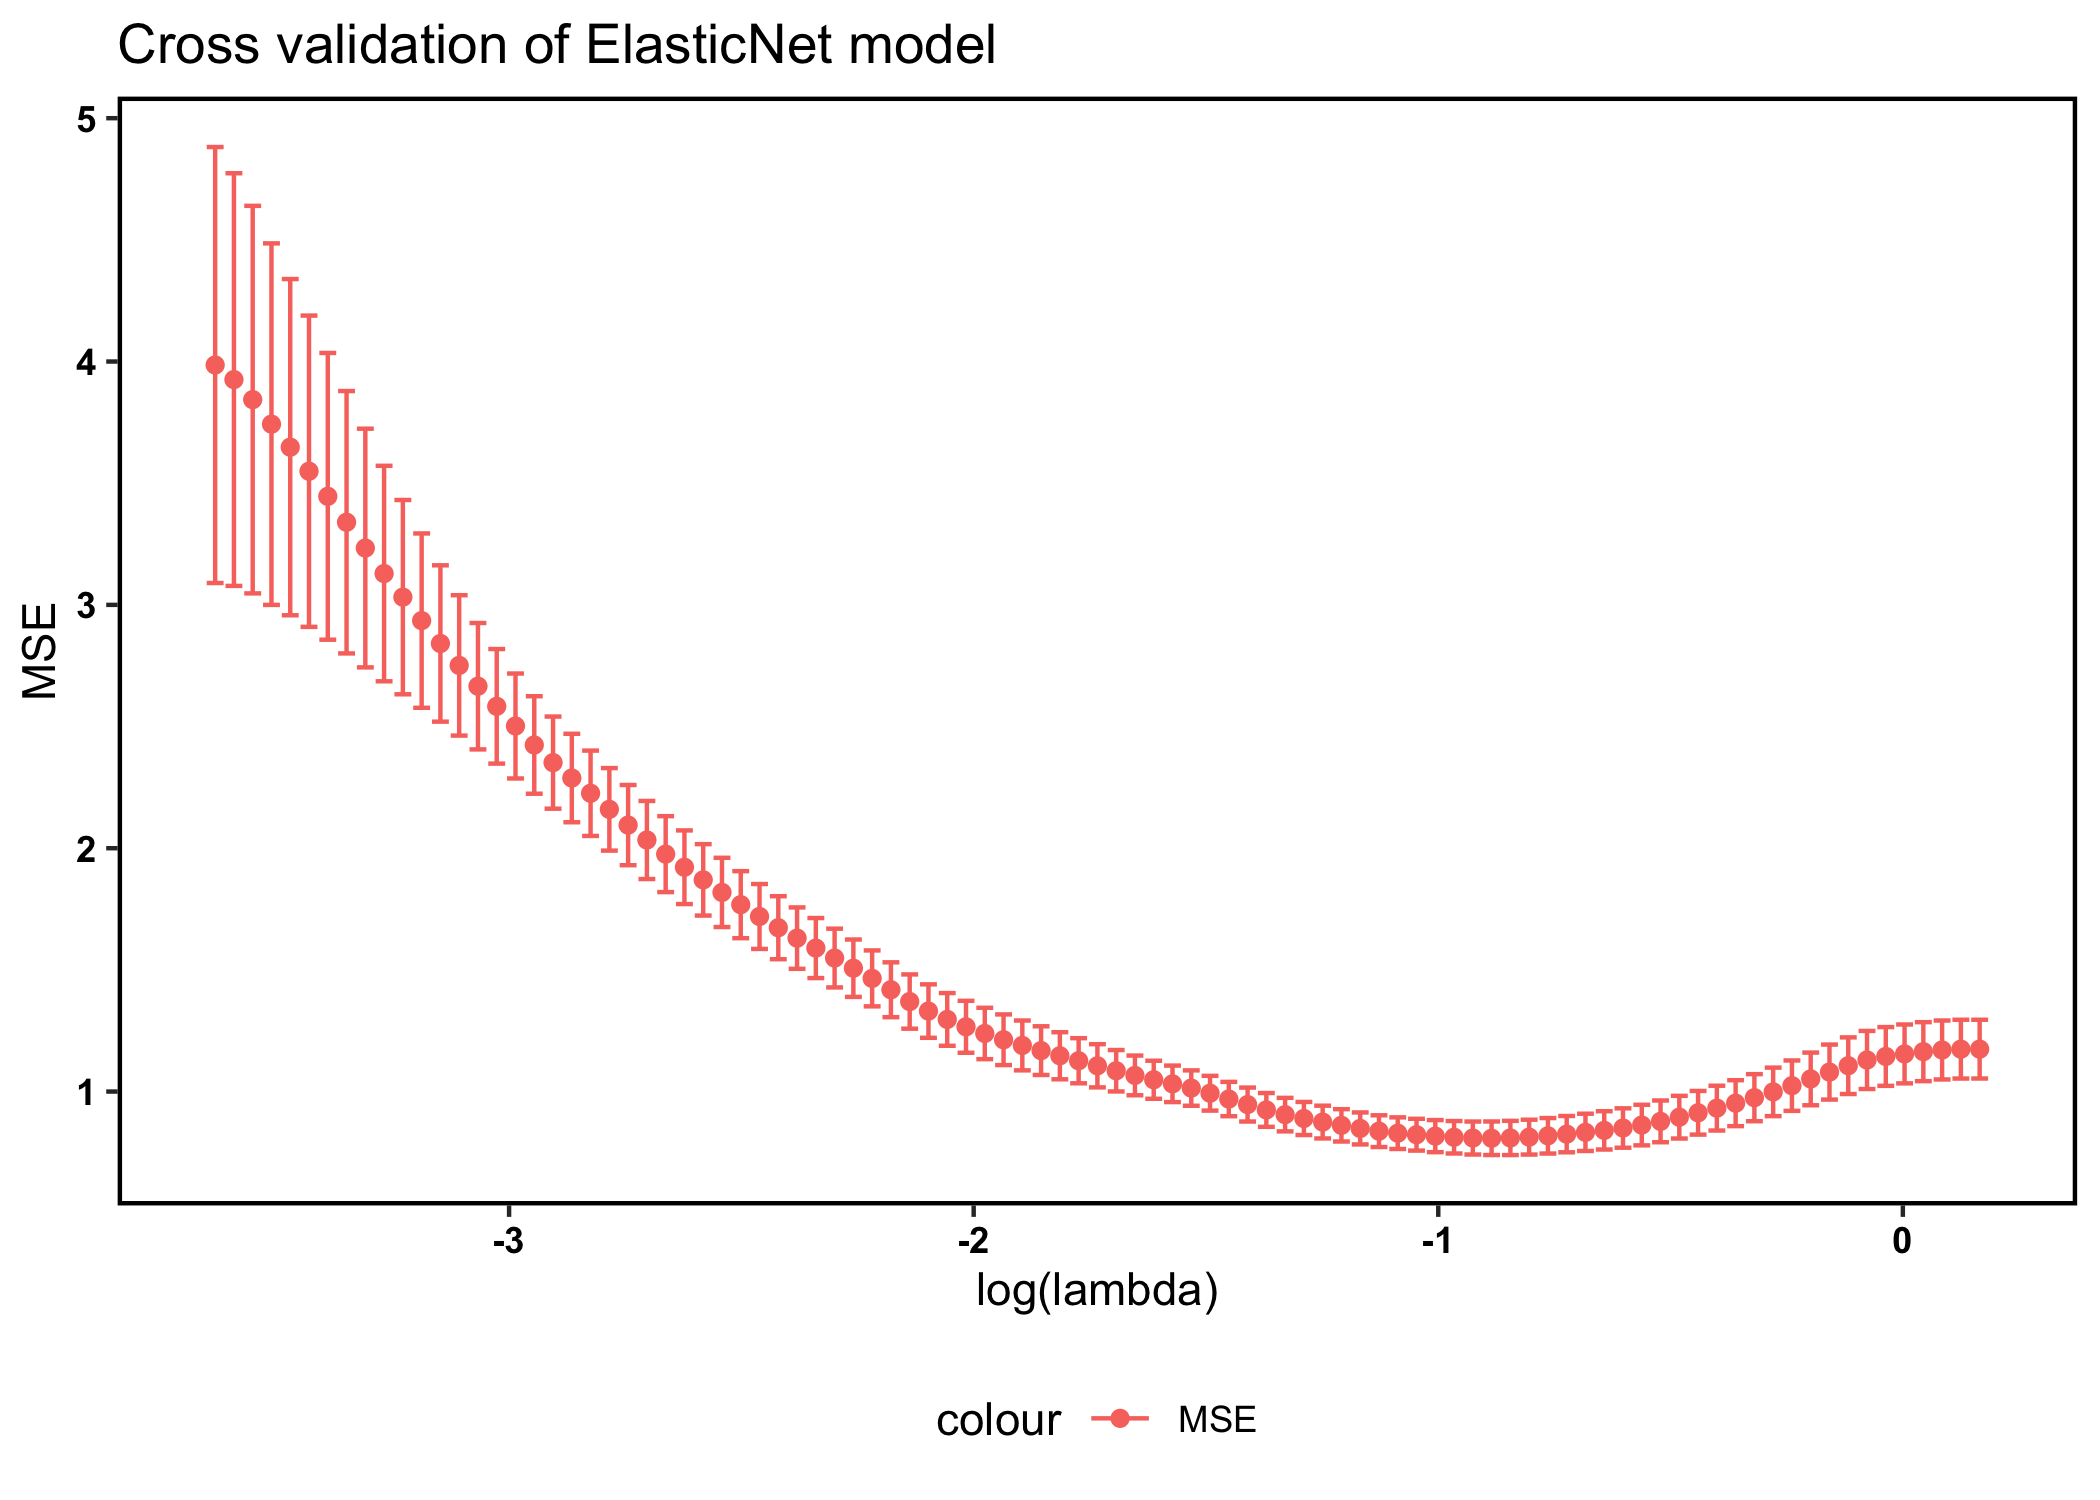 Cross validation of ElasticNet model
5
4
3
2
1
MSE
-3 -2 -1 0
log(lambda)
colour MSE